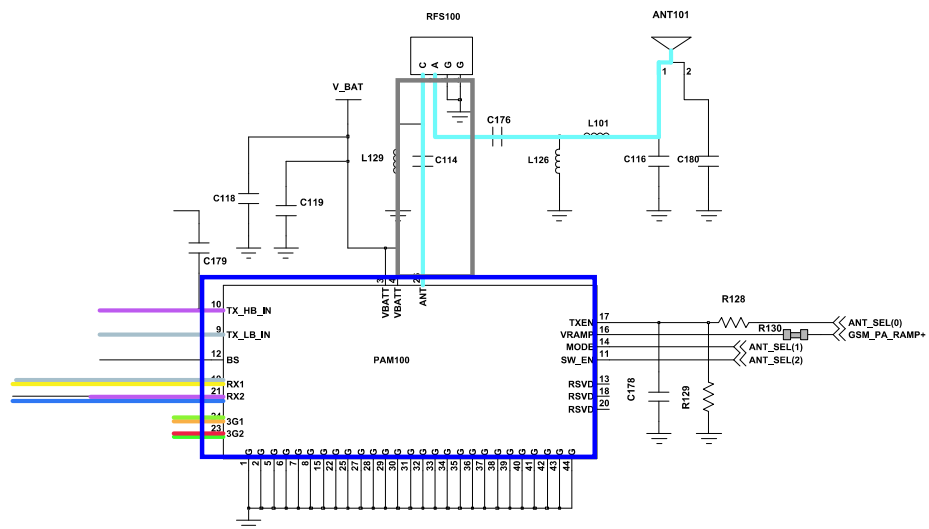 RFS100
ANT101
C A G G
1 2
V_BAT
C176
L101
L129
C114
L126
C116
C180
C118
C119
C179
3 4
VBATT VBATT ANT
10 TX_HB_IN
9 TX_LB_IN
12 BS
RX1
21 RX2
3G1
23 3G2
PAM100
TXEN 17
VRAMP 16
MODE 14
SW_EN 11
RSVD 13
RSVD 18
RSVD 20
R128
R130
ANT_SEL(0)
GSM_PA_RAMP+
ANT_SEL(1)
ANT_SEL(2)
C178
R129
G G G G G G G G G G G G G G G G G G G G G G G G G G G
1 2 5 6 7 8 15 22 25 27 28 29 30 31 32 33 34 35 36 37 38 39 40 41 42 43 44